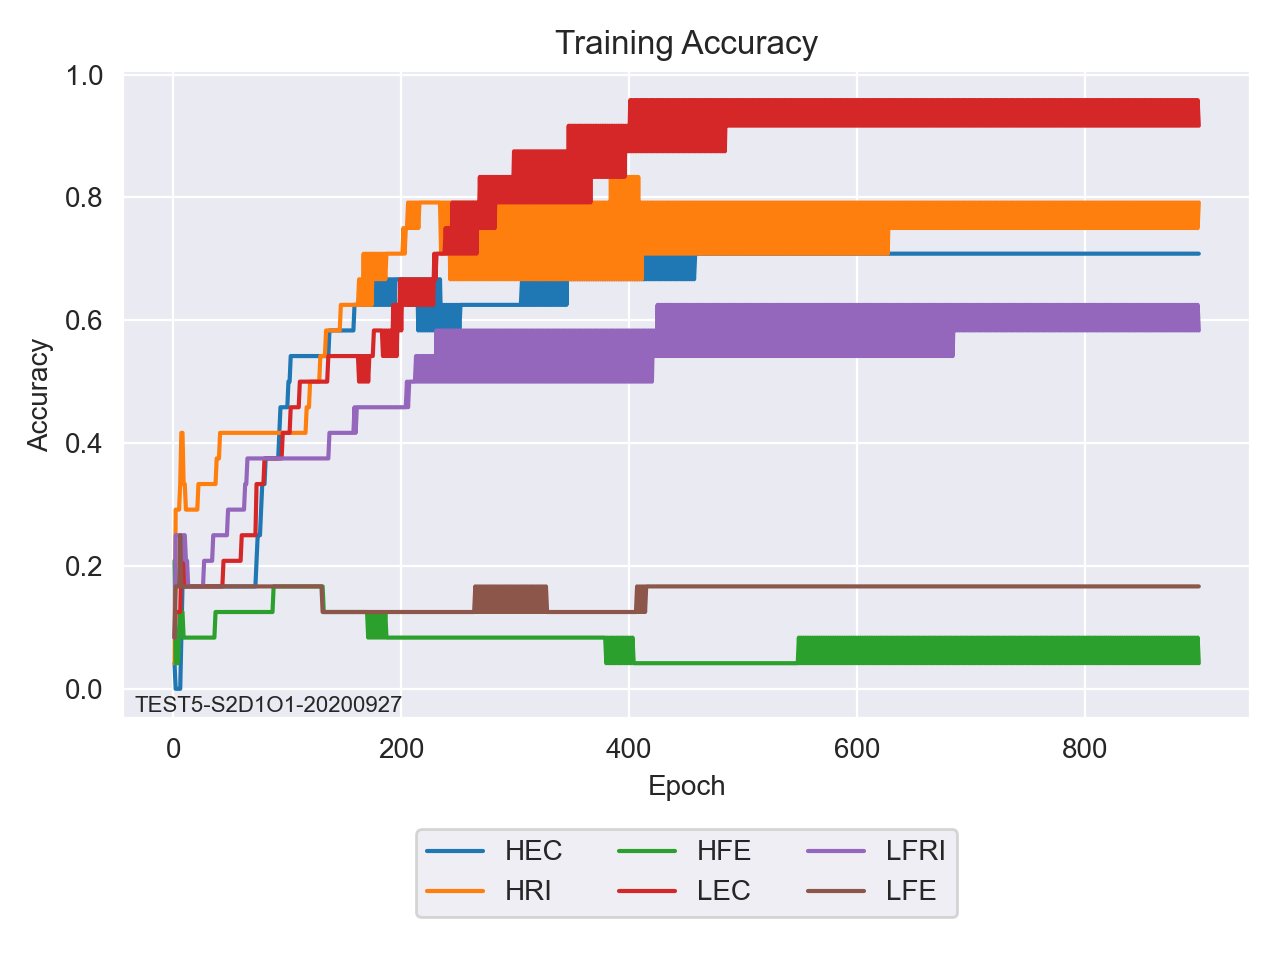 Training Accuracy
1.0
0.8
0.6
0.4
0.2
0.0
Accuracy
TEST5-S2D1O1-20200927
0 200 400 600 800
Epoch
HEC HFE LFRI
HRI LEC LFE